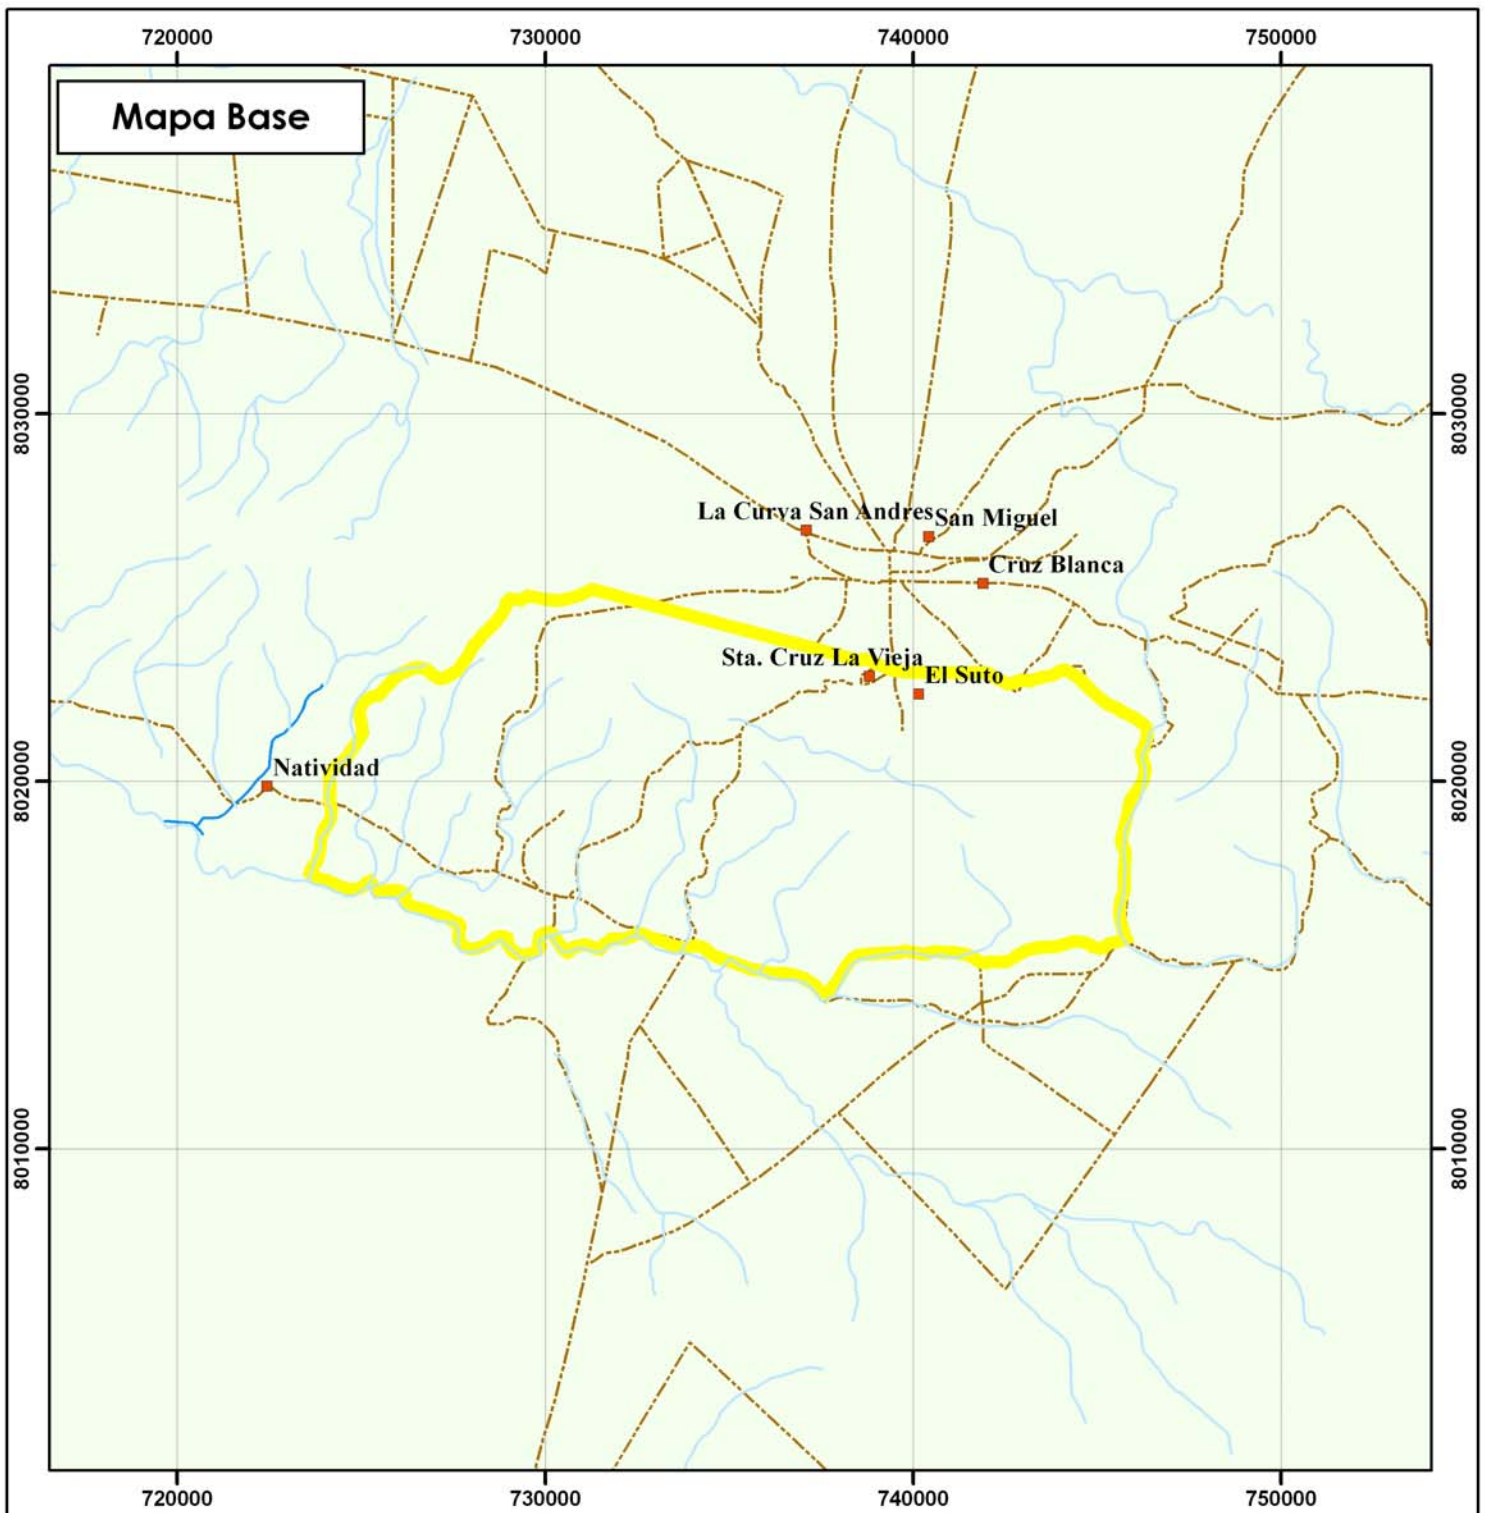 720000 730000 740000 750000
Mapa Base
8030000 8030000
La Curva San Andres
San Miguel
Cruz Blanca
Sta. Cruz La Vieja
El Suto
Natividad
8020000 8020000
8010000 8010000
720000 730000 740000 750000